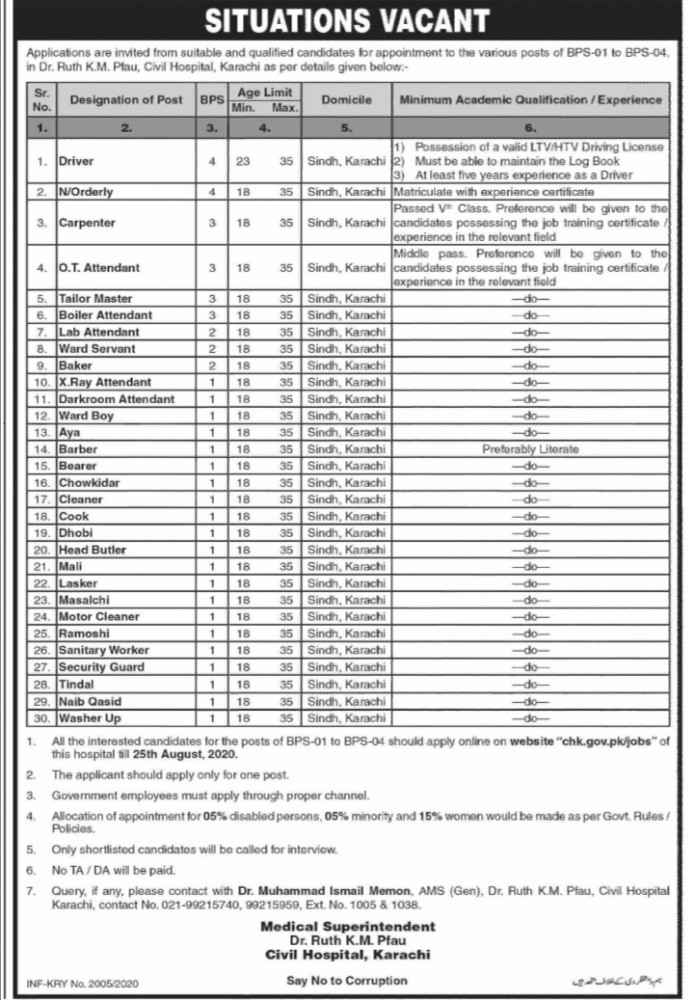 SITUATIONS VACANT
Applications are invited from suitable and qualified candidates for appointment to the various posts of BPS-01 to BPS-04,
in Dr. Ruth K.M. Pfau, Civil Hospital, Karachi as per details given below:-
Sr. No. Designation of Post BPS Age Limit Min. Max. Domicile Minimum Academic Qualification / Experience
1. 2. 3. 4. 5. 6.
1. Driver 4 23 35 Sindh, Karachi 1) Possession of a valid LTV/HTV Driving License
2) Must be able to maintain the Log Book
3) At least five years experience as a Driver
2. N/Orderly 4 18 35 Sindh, Karachi Matriculate with experience certificate
3. Carpenter 3 18 35 Sindh, Karachi Passed Vth Class. Preference will be given to the
candidates possessing the job training certificate /
experience in the relevant field
4. O.T. Attendant 3 18 35 Sindh, Karachi Middle pass. Preference will be given to the
candidates possessing the job training certificate /
experience in the relevant field
5. Tailor Master 3 18 35 Sindh, Karachi —do—
6. Boiler Attendant 3 18 35 Sindh, Karachi —do—
7. Lab Attendant 2 18 35 Sindh, Karachi —do—
8. Ward Servant 2 18 35 Sindh, Karachi —do—
9. Baker 2 18 35 Sindh, Karachi —do—
10. X.Ray Attendant 1 18 35 Sindh, Karachi —do—
11. Darkroom Attendant 1 18 35 Sindh, Karachi —do—
12. Ward Boy 1 18 35 Sindh, Karachi —do—
13. Aya 1 18 35 Sindh, Karachi —do—
14. Barber 1 18 35 Sindh, Karachi Preferably Literate
15. Bearer 1 18 35 Sindh, Karachi —do—
16. Chowkidar 1 18 35 Sindh, Karachi —do—
17. Cleaner 1 18 35 Sindh, Karachi —do—
18. Cook 1 18 35 Sindh, Karachi —do—
19. Dhobi 1 18 35 Sindh, Karachi —do—
20. Head Butler 1 18 35 Sindh, Karachi —do—
21. Mali 1 18 35 Sindh, Karachi —do—
22. Lasker 1 18 35 Sindh, Karachi —do—
23. Masalchi 1 18 35 Sindh, Karachi —do—
24. Motor Cleaner 1 18 35 Sindh, Karachi —do—
25. Ramoshi 1 18 35 Sindh, Karachi —do—
26. Sanitary Worker 1 18 35 Sindh, Karachi —do—
27. Security Guard 1 18 35 Sindh, Karachi —do—
28. Tindal 1 18 35 Sindh, Karachi —do—
29. Naib Qasid 1 18 35 Sindh, Karachi —do—
30. Washer Up 1 18 35 Sindh, Karachi —do—
1. All the interested candidates for the posts of BPS-01 to BPS-04 should apply online on website "chk.gov.pk/jobs" of
this hospital till 25th August, 2020.
2. The applicant should apply only for one post.
3. Government employees must apply through proper channel.
4. Allocation of appointment for 05% disabled persons, 05% minority and 15% women would be made as per Govt. Rules /
Policies.
5. Only shortlisted candidates will be called for interview.
6. No TA / DA will be paid.
7. Query, if any, please contact with Dr. Muhammad Ismail Memon, AMS (Gen), Dr. Ruth K.M. Pfau, Civil Hospital
Karachi, contact No. 021-99215740, 99215959, Ext. No. 1005 & 1038.
Medical Superintendent
Dr. Ruth K.M. Pfau
Civil Hospital, Karachi
INF-KRY No. 2005/2020 Say No to Corruption